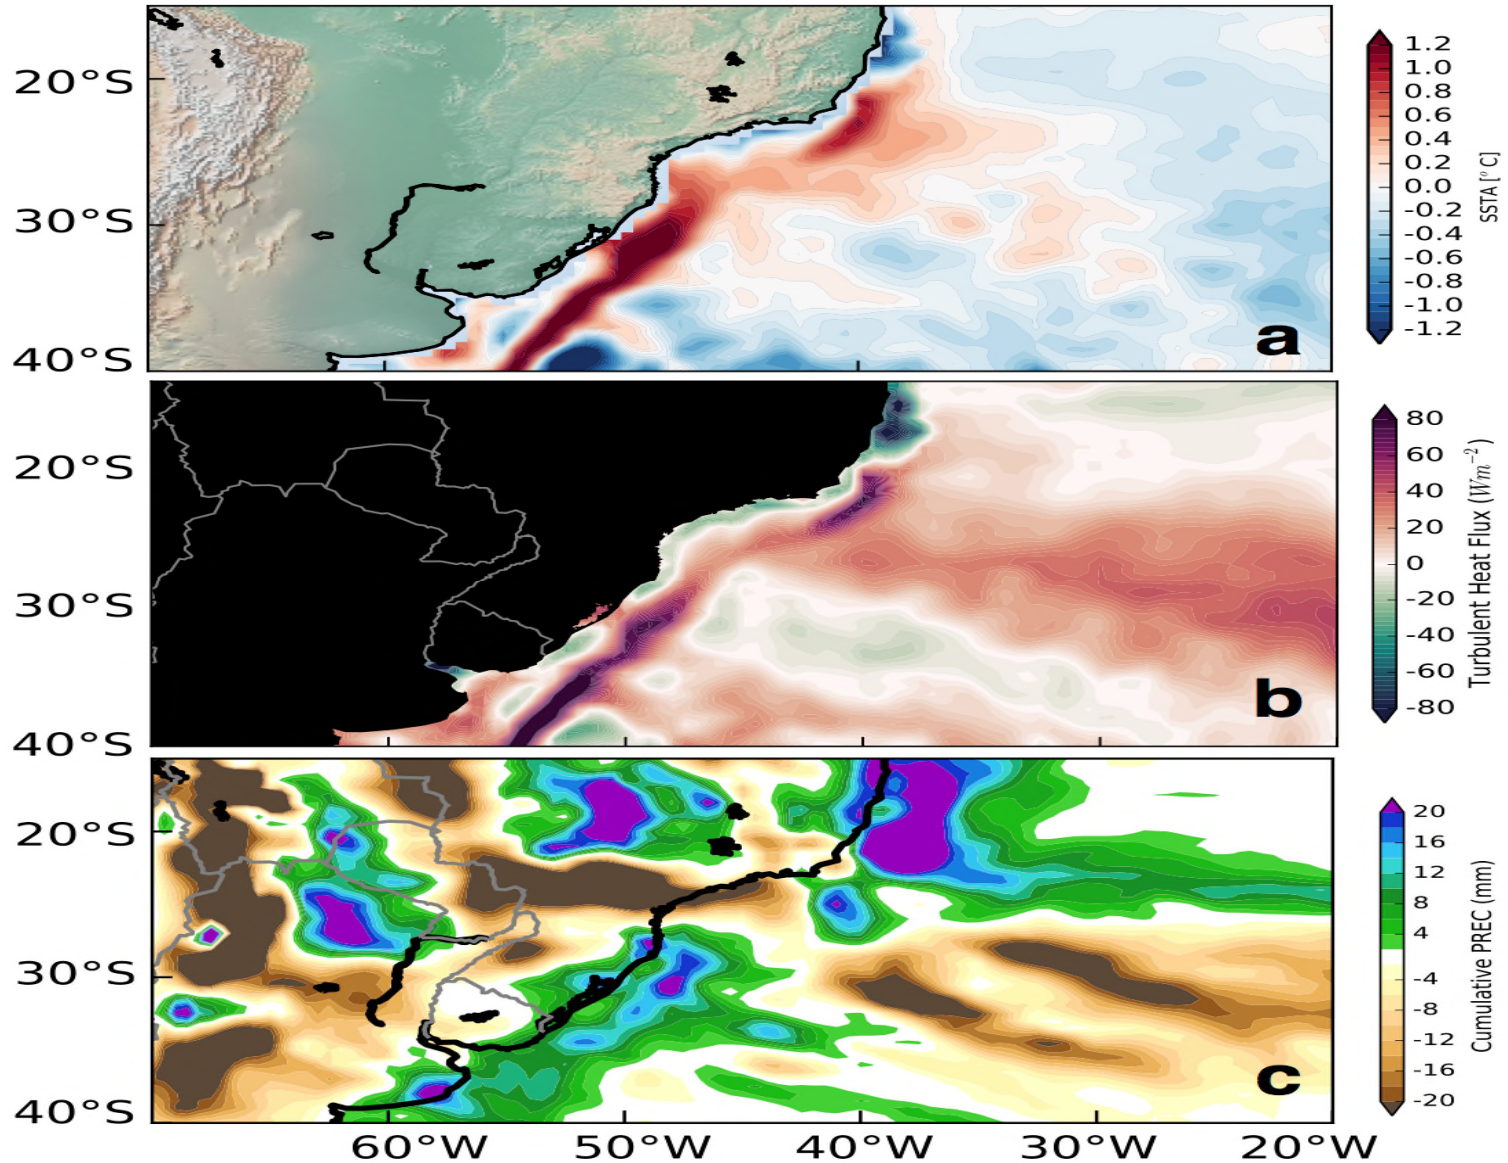 20°S
30°S
40°S
a
1.2
1.0
0.8
0.6
0.4
0.2
0.0
-0.2
-0.4
-0.6
-0.8
-1.0
-1.2
SSTA [° C]
20°S
30°S
40°S
b
80
60
40
20
0
-20
-40
-60
-80
Turbulent Heat Flux (Wm⁻²)
20°S
30°S
40°S
c
20
16
12
8
4
-4
-8
-12
-16
-20
Cumulative PREC (mm)
60°W 50°W 40°W 30°W 20°W